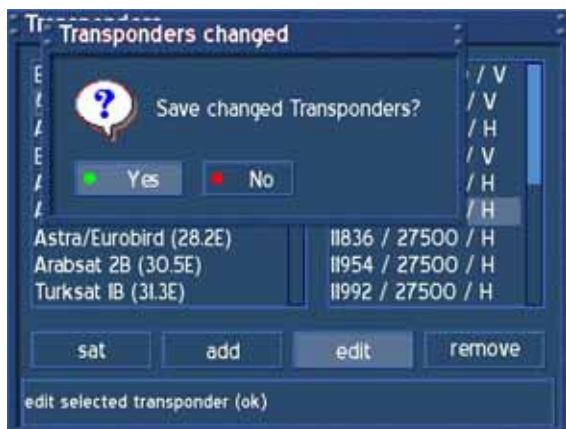 Transponders changed
Save changed Transponders?
Yes No
/ V
/ V
/ H
/ V
/ H
/ H
Astra/Eurobird (28.2E) 11836 / 27500 / H
Arabsat 2B (30.5E) 11954 / 27500 / H
Turksat 1B (31.3E) 11992 / 27500 / H
sat add edit remove
edit selected transponder (ok)